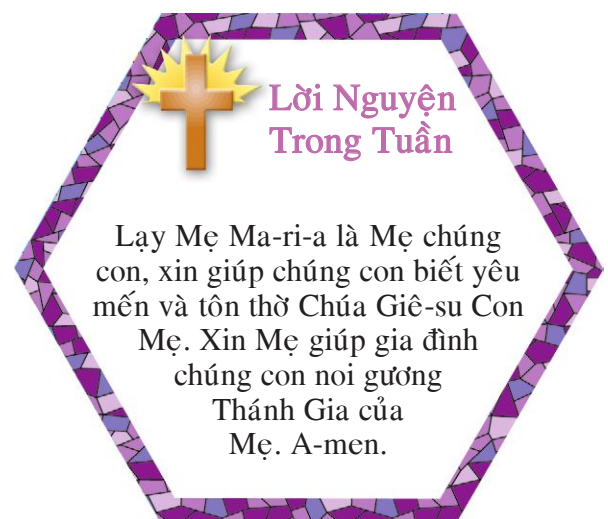 Lời Nguyện
Trong Tuần
Lạy Mẹ Ma-ri-a là Mẹ chúng
con, xin giúp chúng con biết yêu
mến và tôn thờ Chúa Giê-su Con
Mẹ. Xin Mẹ giúp gia đình
chúng con noi gương
Thánh Gia của
Mẹ. A-men.